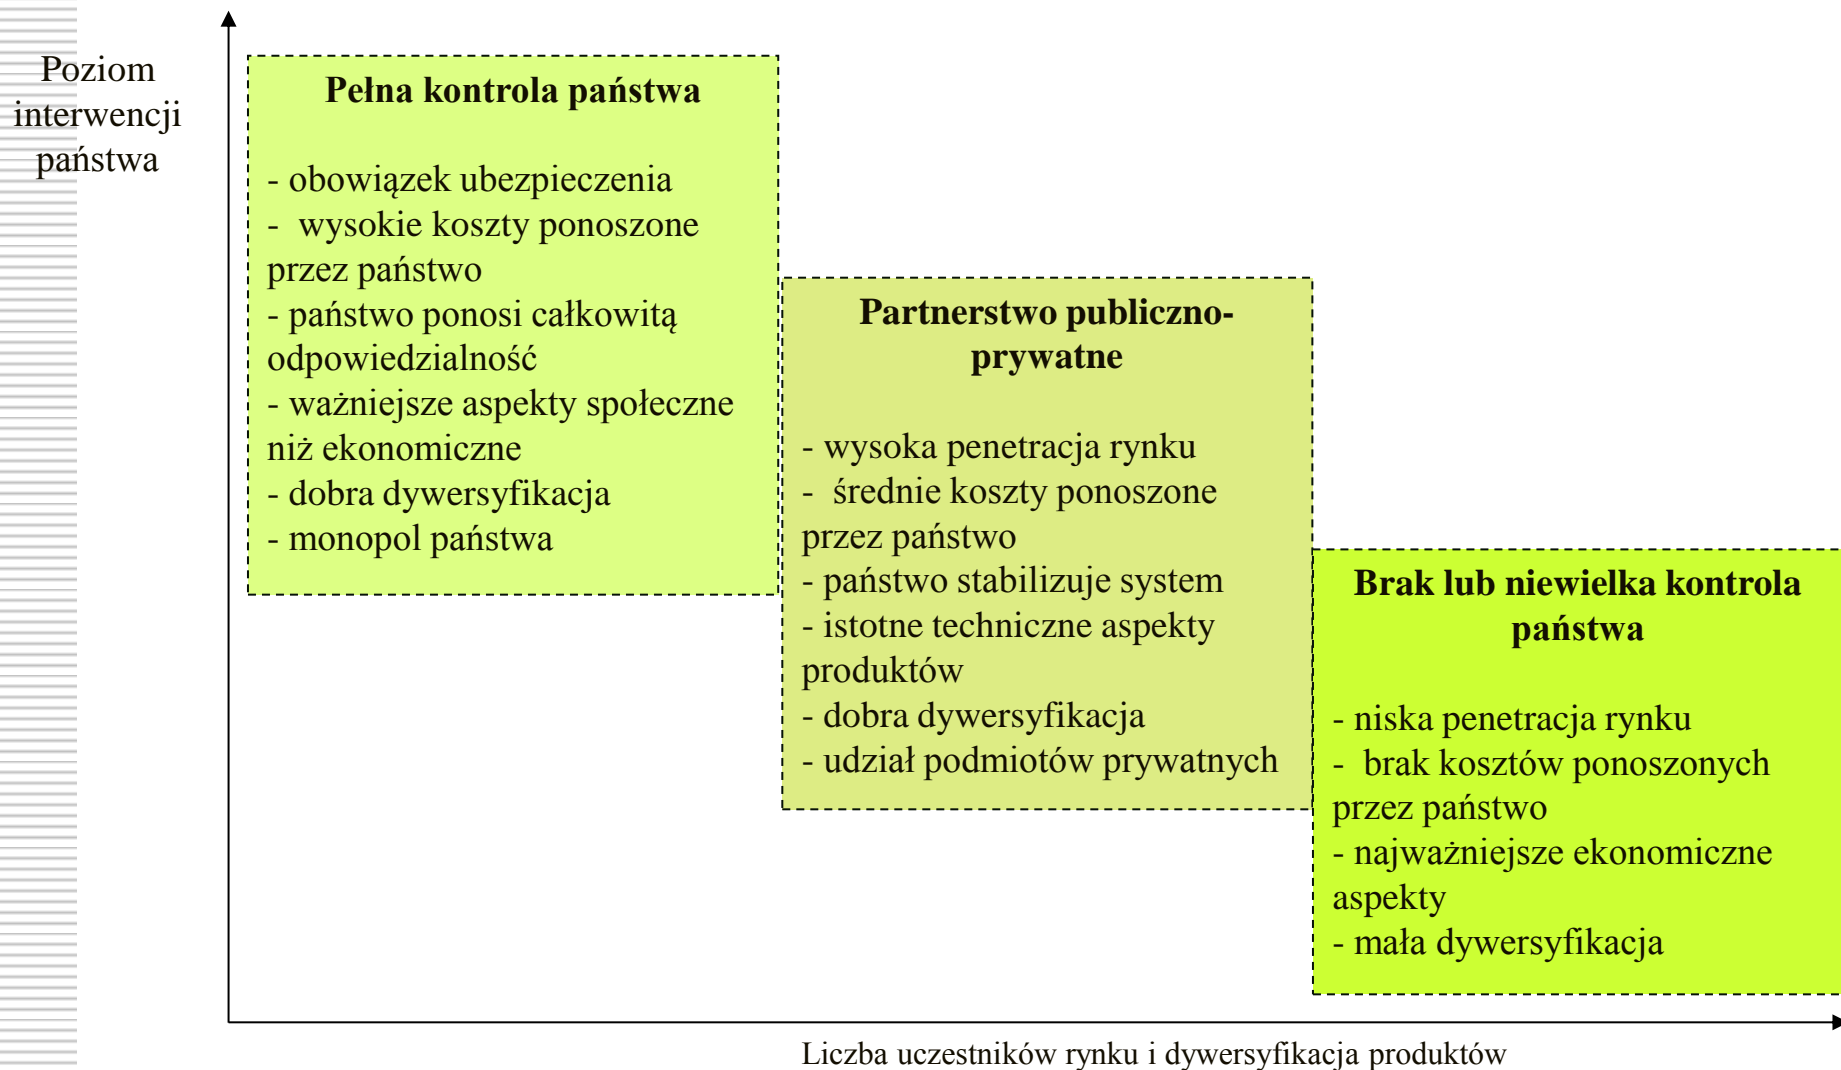 Poziom
interwencji
państwa
Pełna kontrola państwa
- obowiązek ubezpieczenia
-  wysokie koszty ponoszone
przez państwo
- państwo ponosi całkowitą
odpowiedzialność
- ważniejsze aspekty społeczne
niż ekonomiczne
- dobra dywersyfikacja
- monopol państwa
Partnerstwo publiczno-
prywatne
- wysoka penetracja rynku
-  średnie koszty ponoszone
przez państwo
- państwo stabilizuje system
- istotne techniczne aspekty
produktów
- dobra dywersyfikacja
- udział podmiotów prywatnych
Brak lub niewielka kontrola
państwa
- niska penetracja rynku
-  brak kosztów ponoszonych
przez państwo
- najważniejsze ekonomiczne
aspekty
- mała dywersyfikacja
Liczba uczestników rynku i dywersyfikacja produktów